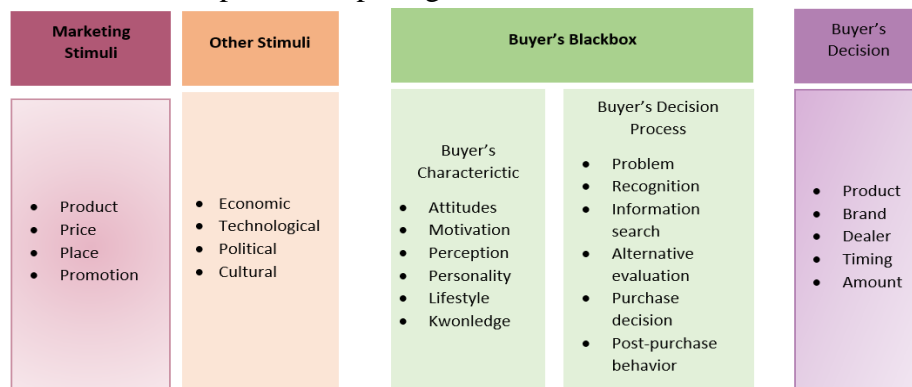 Marketing
Stimuli
Other Stimuli
Buyer's Blackbox
Buyer's
Decision
• Product
• Price
• Place
• Promotion
• Economic
• Technological
• Political
• Cultural
Buyer's
Characterictic
• Attitudes
• Motivation
• Perception
• Personality
• Lifestyle
• Kwonledge
Buyer's Decision
Process
• Problem
• Recognition
• Information
search
• Alternative
evaluation
• Purchase
decision
• Post-purchase
behavior
• Product
• Brand
• Dealer
• Timing
• Amount